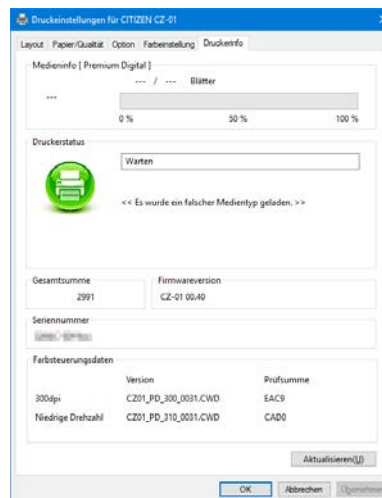 Druckeinstellungen für CITIZEN CZ-01
Layout Papier/Qualität Option Farbeinstellung Druckerinfo
Medieninfo [ Premium Digital ]
--- / --- Blätter
---
0 % 50 % 100 %
Druckerstatus
Warten
<< Es wurde ein falscher Medientyp geladen. >>
Gesamtsumme Firmwareversion
2991 CZ-01 00.40
Seriennummer
Farbsteuerungsdaten
Version Prüfsumme
300dpi CZ01_PD_300_0031.CWD EAC9
Niedrige Drehzahl CZ01_PD_310_0031.CWD CAD0
Aktualisieren(U)
OK Abbrechen Übernehmen